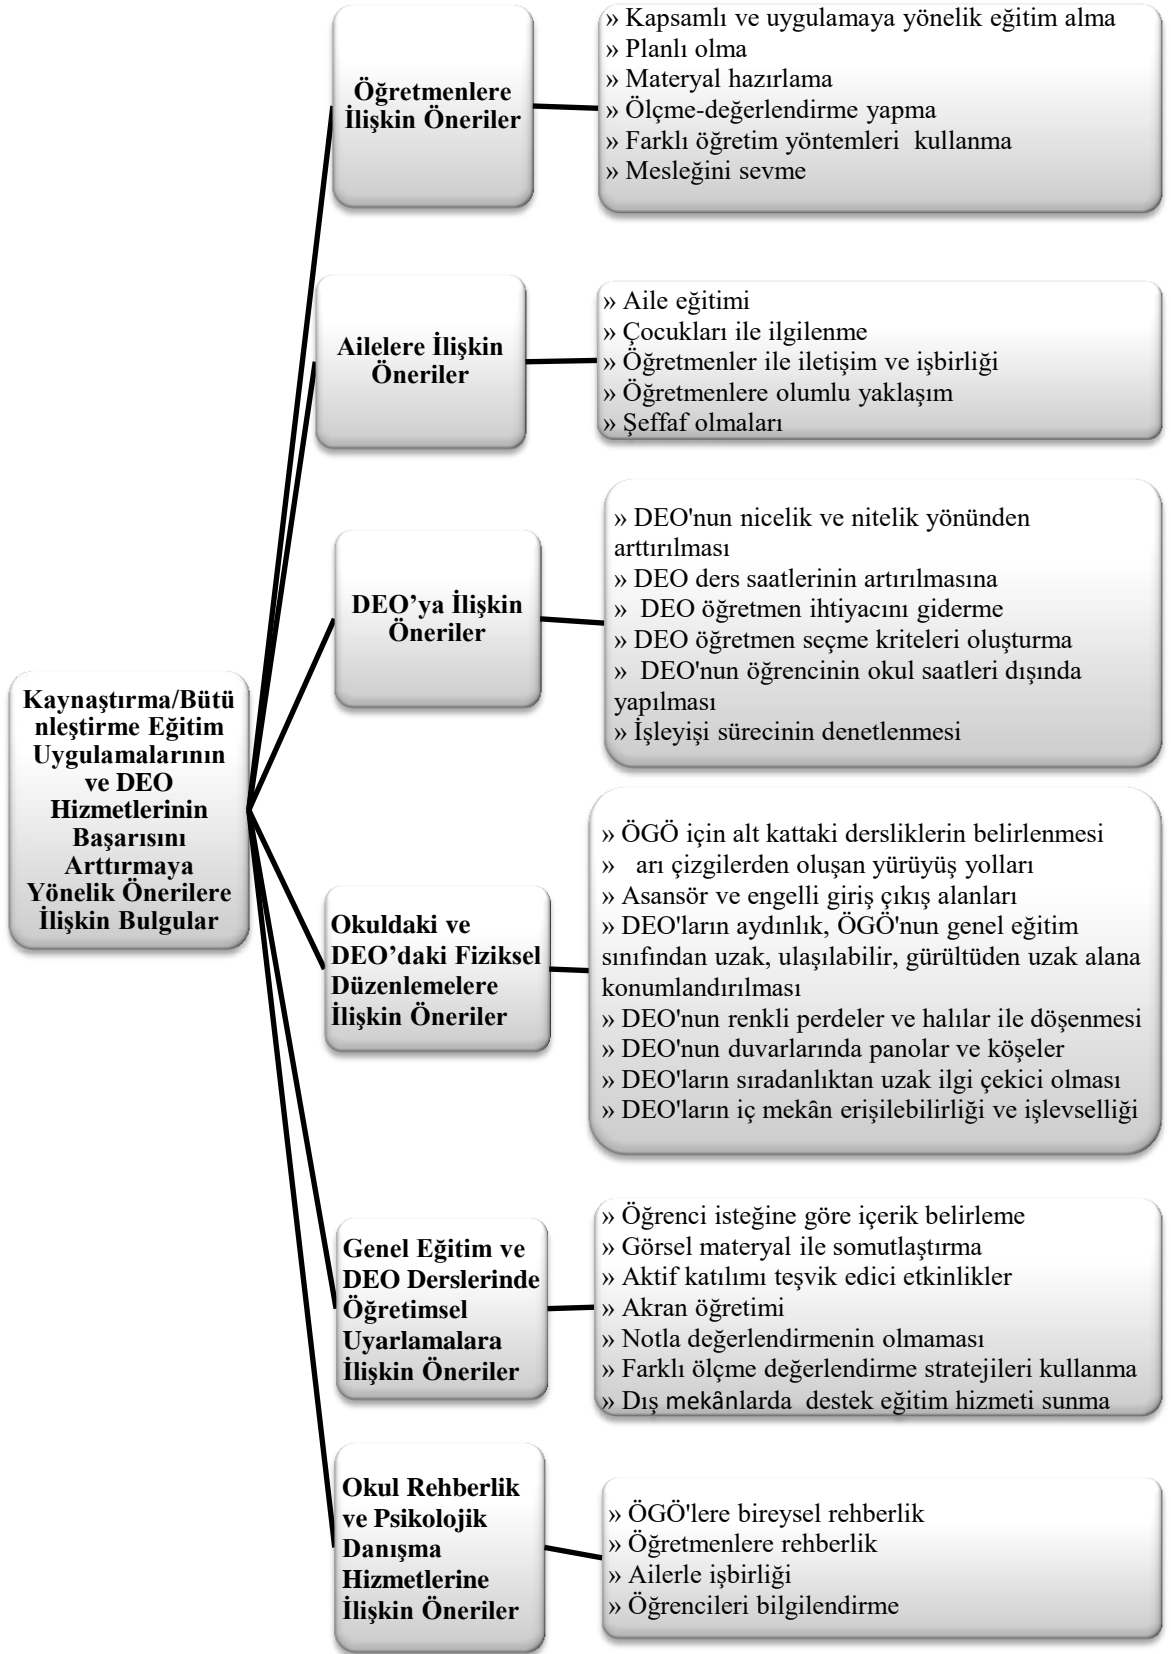 Kaynaştırma/Bütü
nleştirme Eğitim
Uygulamalarının
ve DEO
Hizmetlerinin
Başarısını
Arttırmaya
Yönelik Önerilere
İlişkin Bulgular
Öğretmenlere
İlişkin Öneriler
» Kapsamlı ve uygulamaya yönelik eğitim alma
» Planlı olma
» Materyal hazırlama
» Ölçme-değerlendirme yapma
» Farklı öğretim yöntemleri kullanma
» Mesleğini sevme
Ailelere İlişkin
Öneriler
» Aile eğitimi
» Çocukları ile ilgilenme
» Öğretmenler ile iletişim ve işbirliği
» Öğretmenlere olumlu yaklaşım
» Şeffaf olmaları
DEO’ya İlişkin
Öneriler
» DEO'nun nicelik ve nitelik yönünden
arttırılması
» DEO ders saatlerinin artırılmasına
» DEO öğretmen ihtiyacını giderme
» DEO öğretmen seçme kriteleri oluşturma
» DEO'nun öğrencinin okul saatleri dışında
yapılması
» İşleyişi sürecinin denetlenmesi
Okuldaki ve
DEO’daki Fiziksel
Düzenlemelere
İlişkin Öneriler
» ÖGÖ için alt kattaki dersliklerin belirlenmesi
» arı çizgilerden oluşan yürüyüş yolları
» Asansör ve engelli giriş çıkış alanları
» DEO'ların aydınlık, ÖGÖ'nun genel eğitim
sınıfından uzak, ulaşılabilir, gürültüden uzak alana
konumlandırılması
» DEO'nun renkli perdeler ve halılar ile döşenmesi
» DEO'nun duvarlarında panolar ve köşeler
» DEO'ların sıradanlıktan uzak ilgi çekici olması
» DEO'ların iç mekân erişilebilirliği ve işlevselliği
Genel Eğitim ve
DEO Derslerinde
Öğretimsel
Uyarlamalara
İlişkin Öneriler
» Öğrenci isteğine göre içerik belirleme
» Görsel materyal ile somutlaştırma
» Aktif katılımı teşvik edici etkinlikler
» Akran öğretimi
» Notla değerlendirmenin olmaması
» Farklı ölçme değerlendirme stratejileri kullanma
» Dış mekânlarda destek eğitim hizmeti sunma
Okul Rehberlik
ve Psikolojik
Danışma
Hizmetlerine
İlişkin Öneriler
» ÖGÖ'lere bireysel rehberlik
» Öğretmenlere rehberlik
» Ailerle işbirliği
» Öğrencileri bilgilendirme